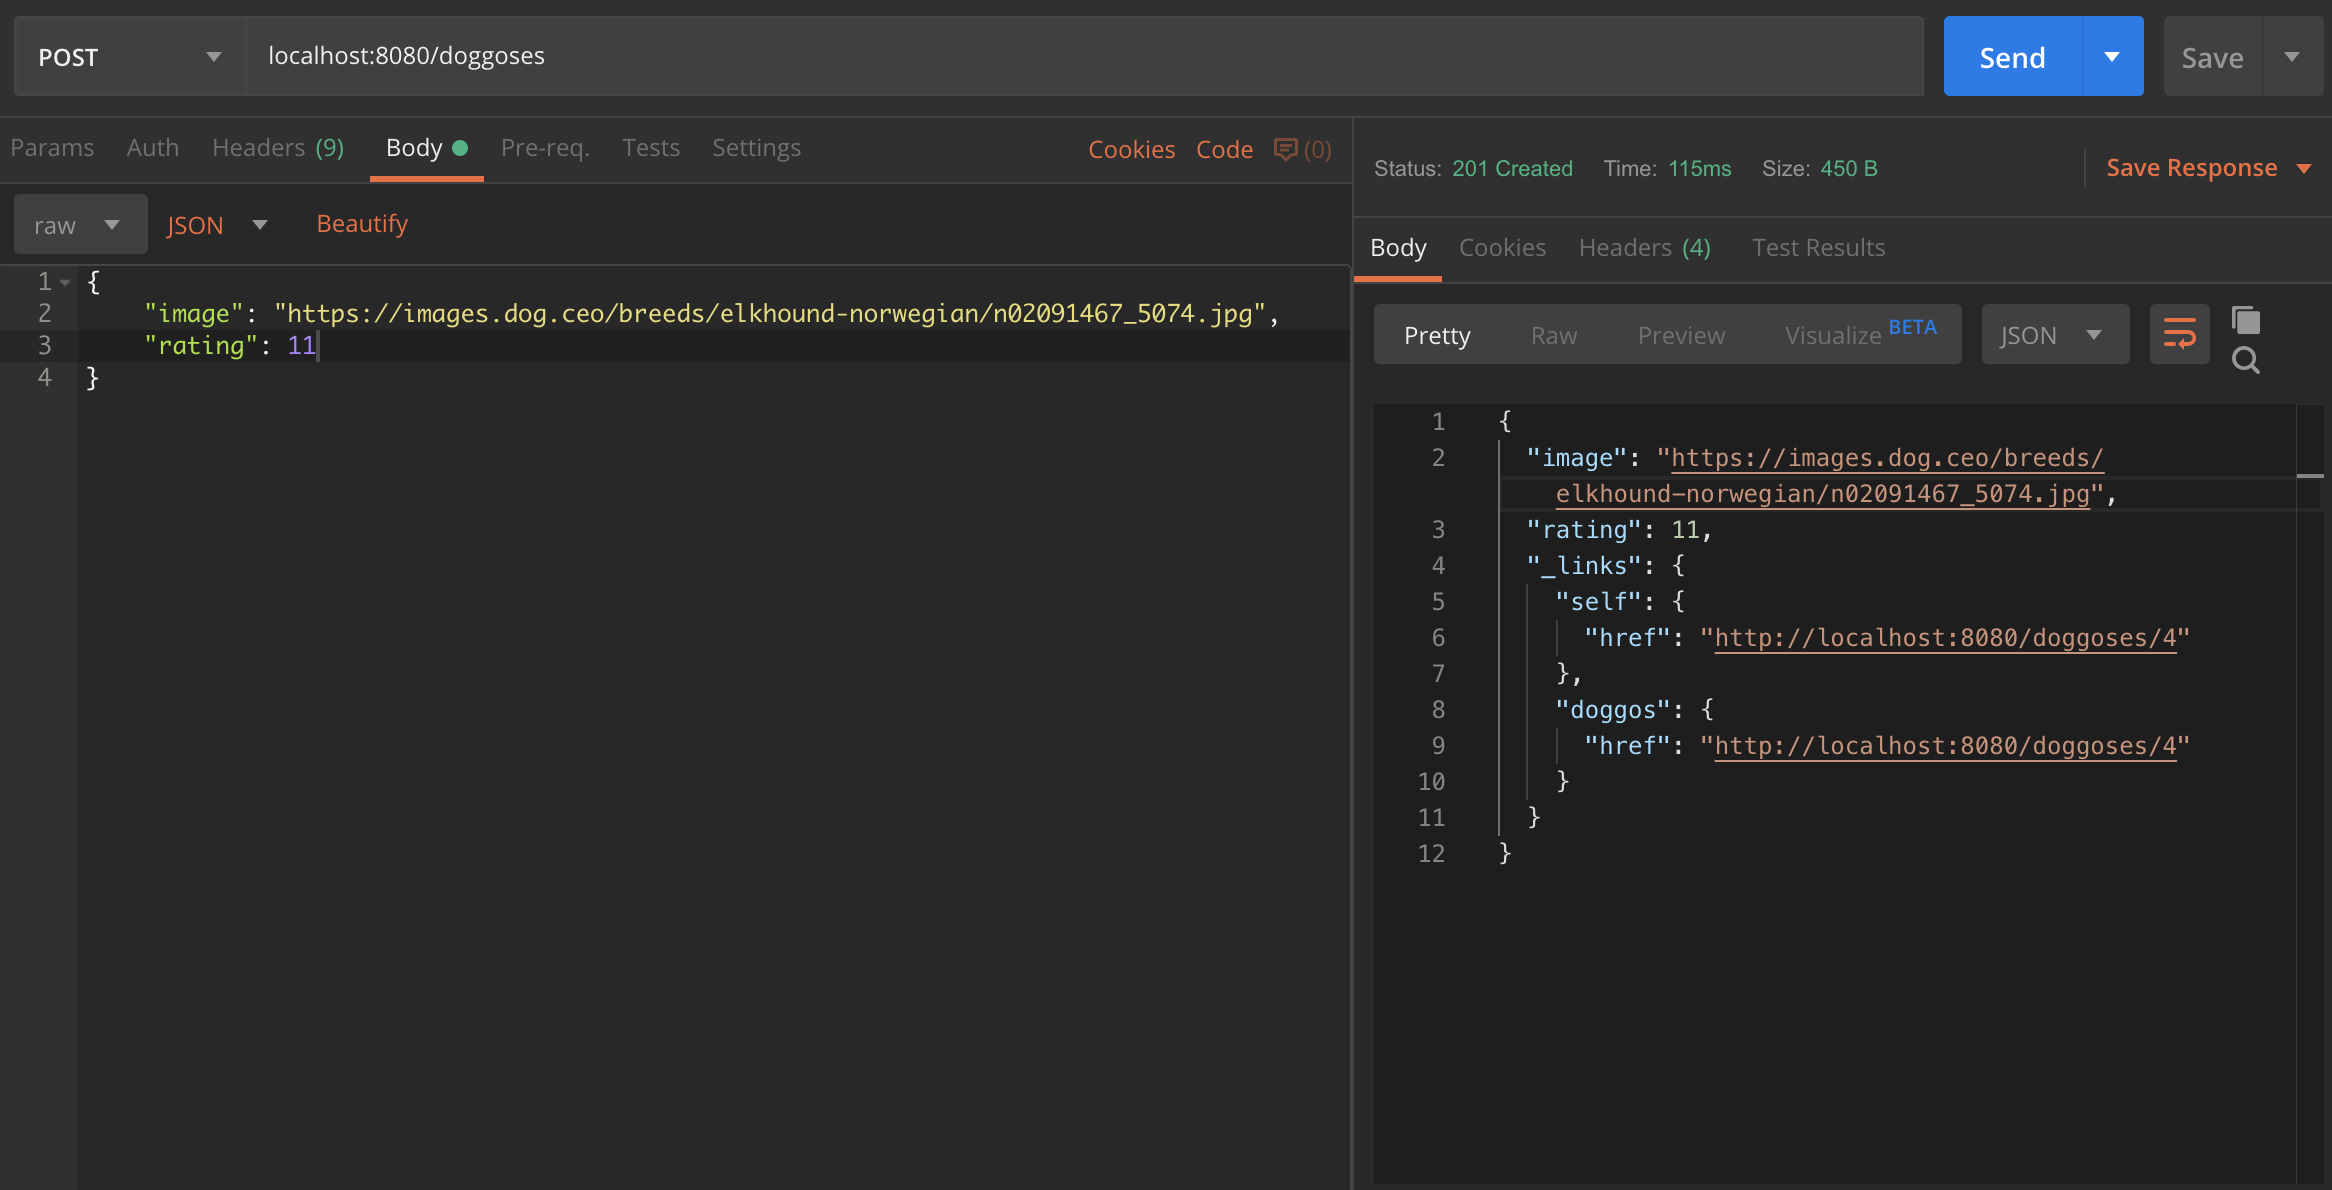 POST localhost:8080/doggoses Send Save
Params Auth Headers (9) Body Pre-req. Tests Settings Cookies Code (0)
raw JSON Beautify
1 {
2 "image": "https://images.dog.ceo/breeds/elkhound-norwegian/n02091467_5074.jpg",
3 "rating": 11
4 }
Status: 201 Created Time: 115ms Size: 450 B Save Response
Body Cookies Headers (4) Test Results
Pretty Raw Preview Visualize BETA JSON
1 {
2 "image": "https://images.dog.ceo/breeds/
elkhound-norwegian/n02091467_5074.jpg",
3 "rating": 11,
4 "_links": {
5 "self": {
6 "href": "http://localhost:8080/doggoses/4"
7 },
8 "doggos": {
9 "href": "http://localhost:8080/doggoses/4"
10 }
11 }
12 }